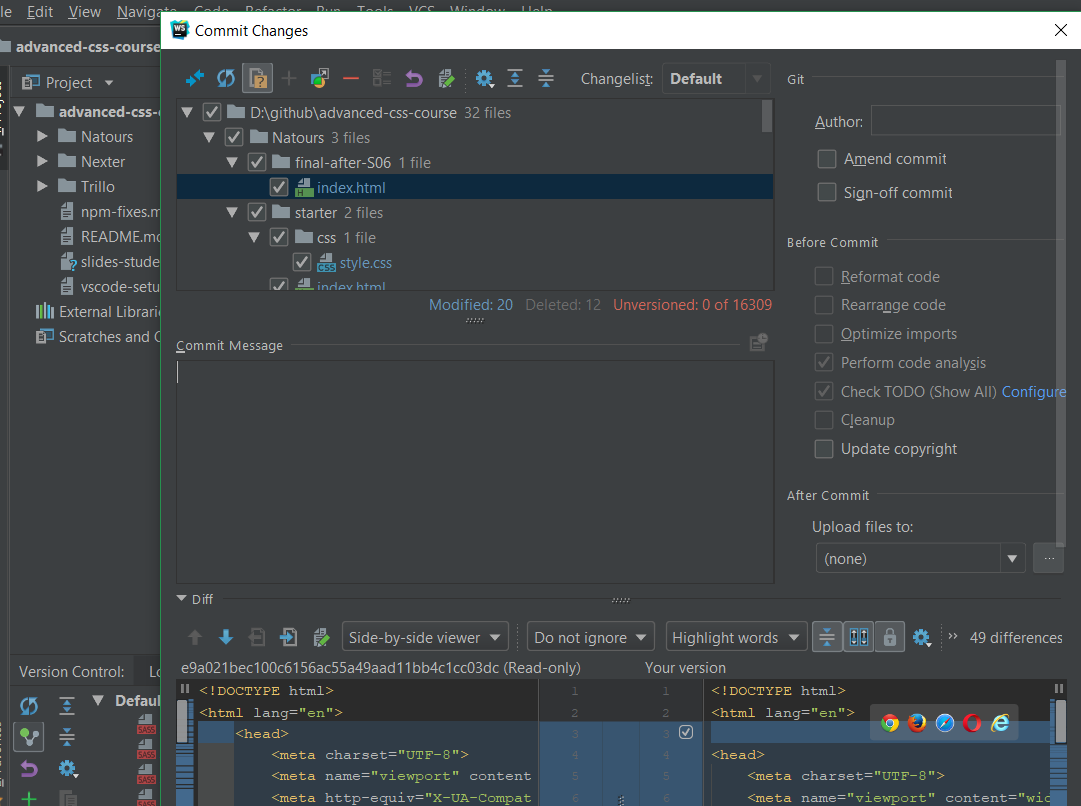 le Edit View Navigate Code Refactor Run Tools VCS Window Help
WS Commit Changes
advanced-css-course
Project
Changelist: Default
Git
advanced-css-
D:\github\advanced-css-course 32 files
Author:
Natours
Natours 3 files
Nexter
final-after-S06 1 file
Amend commit
Trillo
H index.html
Sign-off commit
npm-fixes.m
starter 2 files
README.md
css 1 file
Before Commit
slides-stude
CSS style.css
Reformat code
vscode-setu
index.html
External Librari
Modified: 20 Deleted: 12 Unversioned: 0 of 16309
Rearrange code
Scratches and C
Commit Message
Optimize imports
Perform code analysis
Check TODO (Show All) Configure
Cleanup
Update copyright
After Commit
Upload files to:
(none) ...
Diff
Side-by-side viewer Do not ignore Highlight words 49 differences
Version Control: Lo
e9a021bec100c6156ac55a49aad11bb4c1cc03dc (Read-only) Your version
Defaul
<!DOCTYPE html> 1 1 <!DOCTYPE html>
<html lang="en"> 2 2 <html lang="en">
SASS
<head> 3 3
SASS
<meta charset="UTF-8"> 4 4 <head>
SASS
<meta name="viewport" content 5 5 <meta charset="UTF-8">
<meta http-equiv="X-UA-Compat 6 6 <meta name="viewport" content="wid